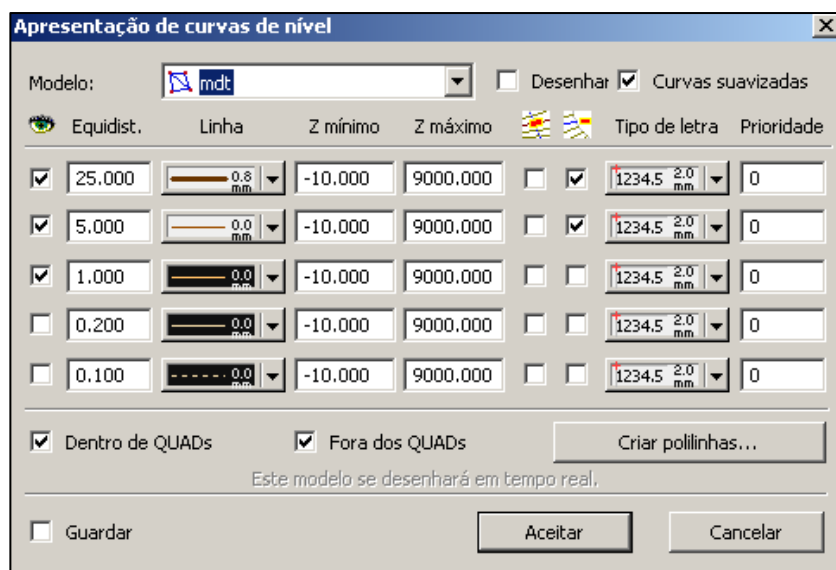 Apresentação de curvas de nível
Modelo: mdt Desenhar Curvas suavizadas
Equidist. Linha Z mínimo Z máximo Tipo de letra Prioridade
25.000 0.8 mm -10.000 9000.000 1234.5 2.0 mm 0
5.000 0.0 mm -10.000 9000.000 1234.5 2.0 mm 0
1.000 0.0 mm -10.000 9000.000 1234.5 2.0 mm 0
0.200 0.0 mm -10.000 9000.000 1234.5 2.0 mm 0
0.100 0.0 mm -10.000 9000.000 1234.5 2.0 mm 0
Dentro de QUADs Fora dos QUADs Criar polilinhas...
Este modelo se desenhará em tempo real.
Guardar Aceitar Cancelar